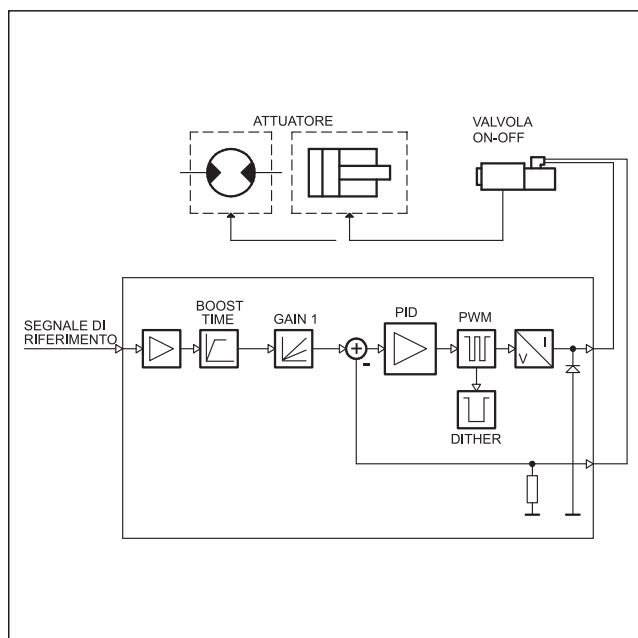 ATTUATORE
VALVOLA
ON-OFF
SEGNALE DI
RIFERIMENTO
BOOST
TIME
GAIN 1
+
-
PID
PWM
V
I
DITHER